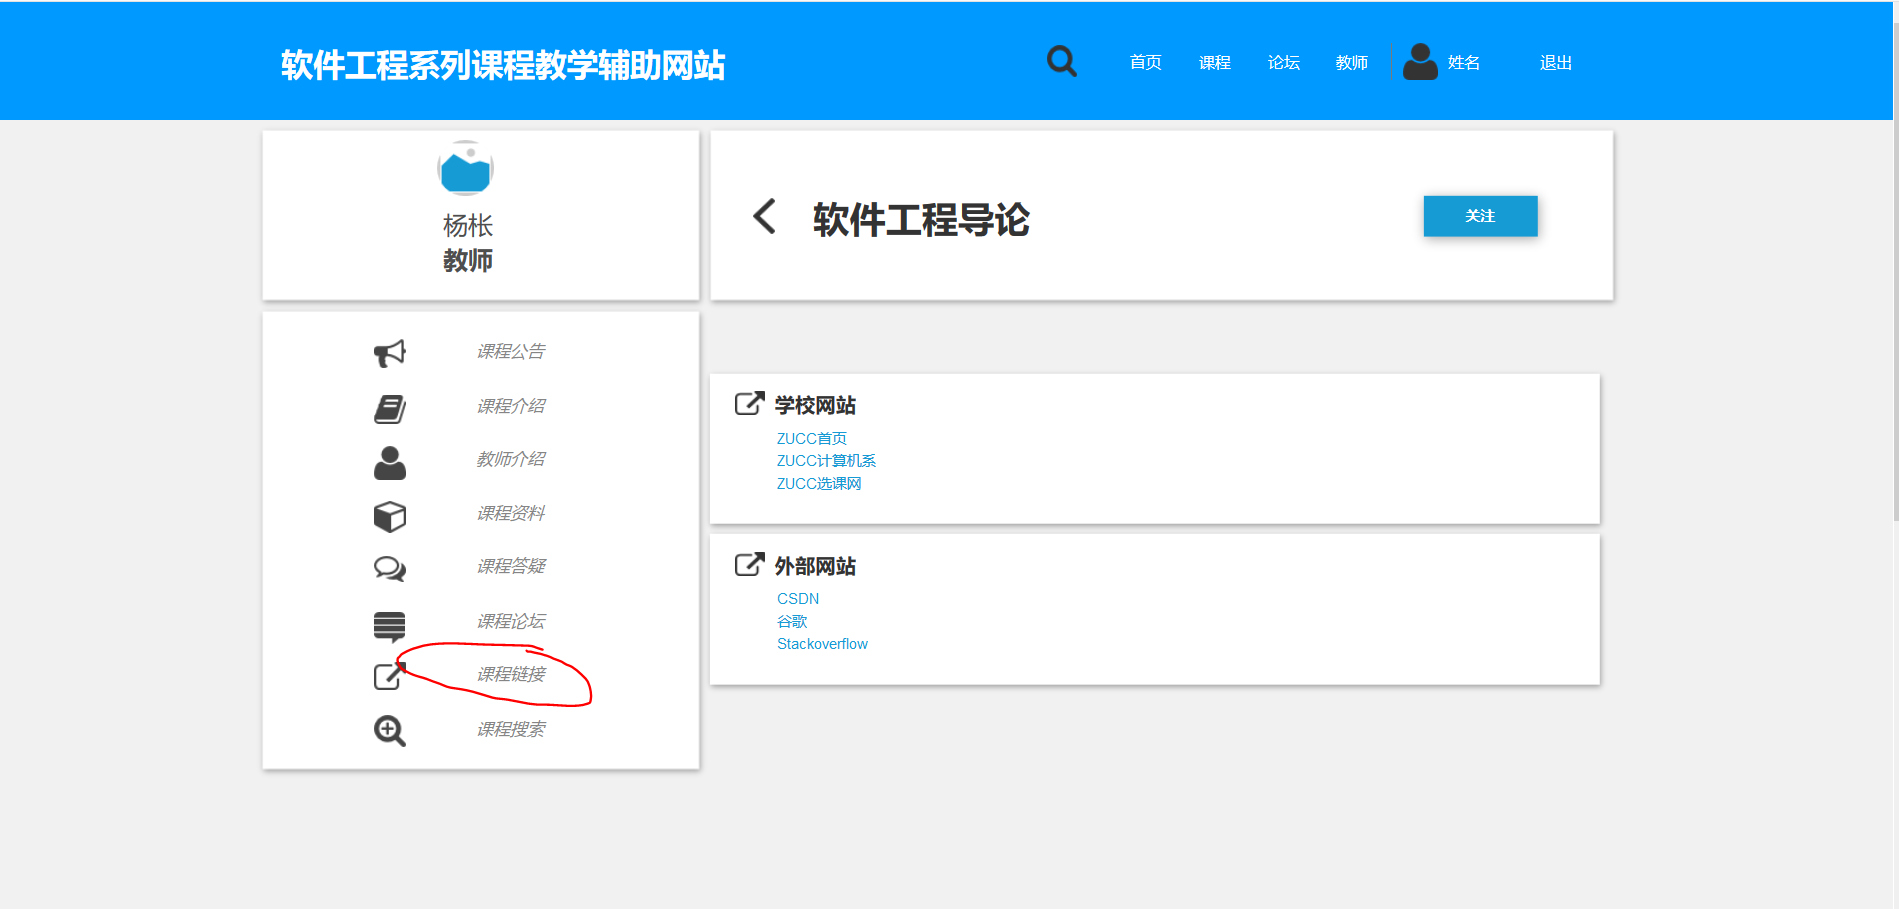 软件工程系列课程教学辅助网站
首页 课程 论坛 教师 姓名 退出
杨枨
教师
软件工程导论
关注
课程公告
课程介绍
教师介绍
课程资料
课程答疑
课程论坛
课程链接
课程搜索
学校网站
ZUCC首页
ZUCC计算机系
ZUCC选课网
外部网站
CSDN
谷歌
Stackoverflow